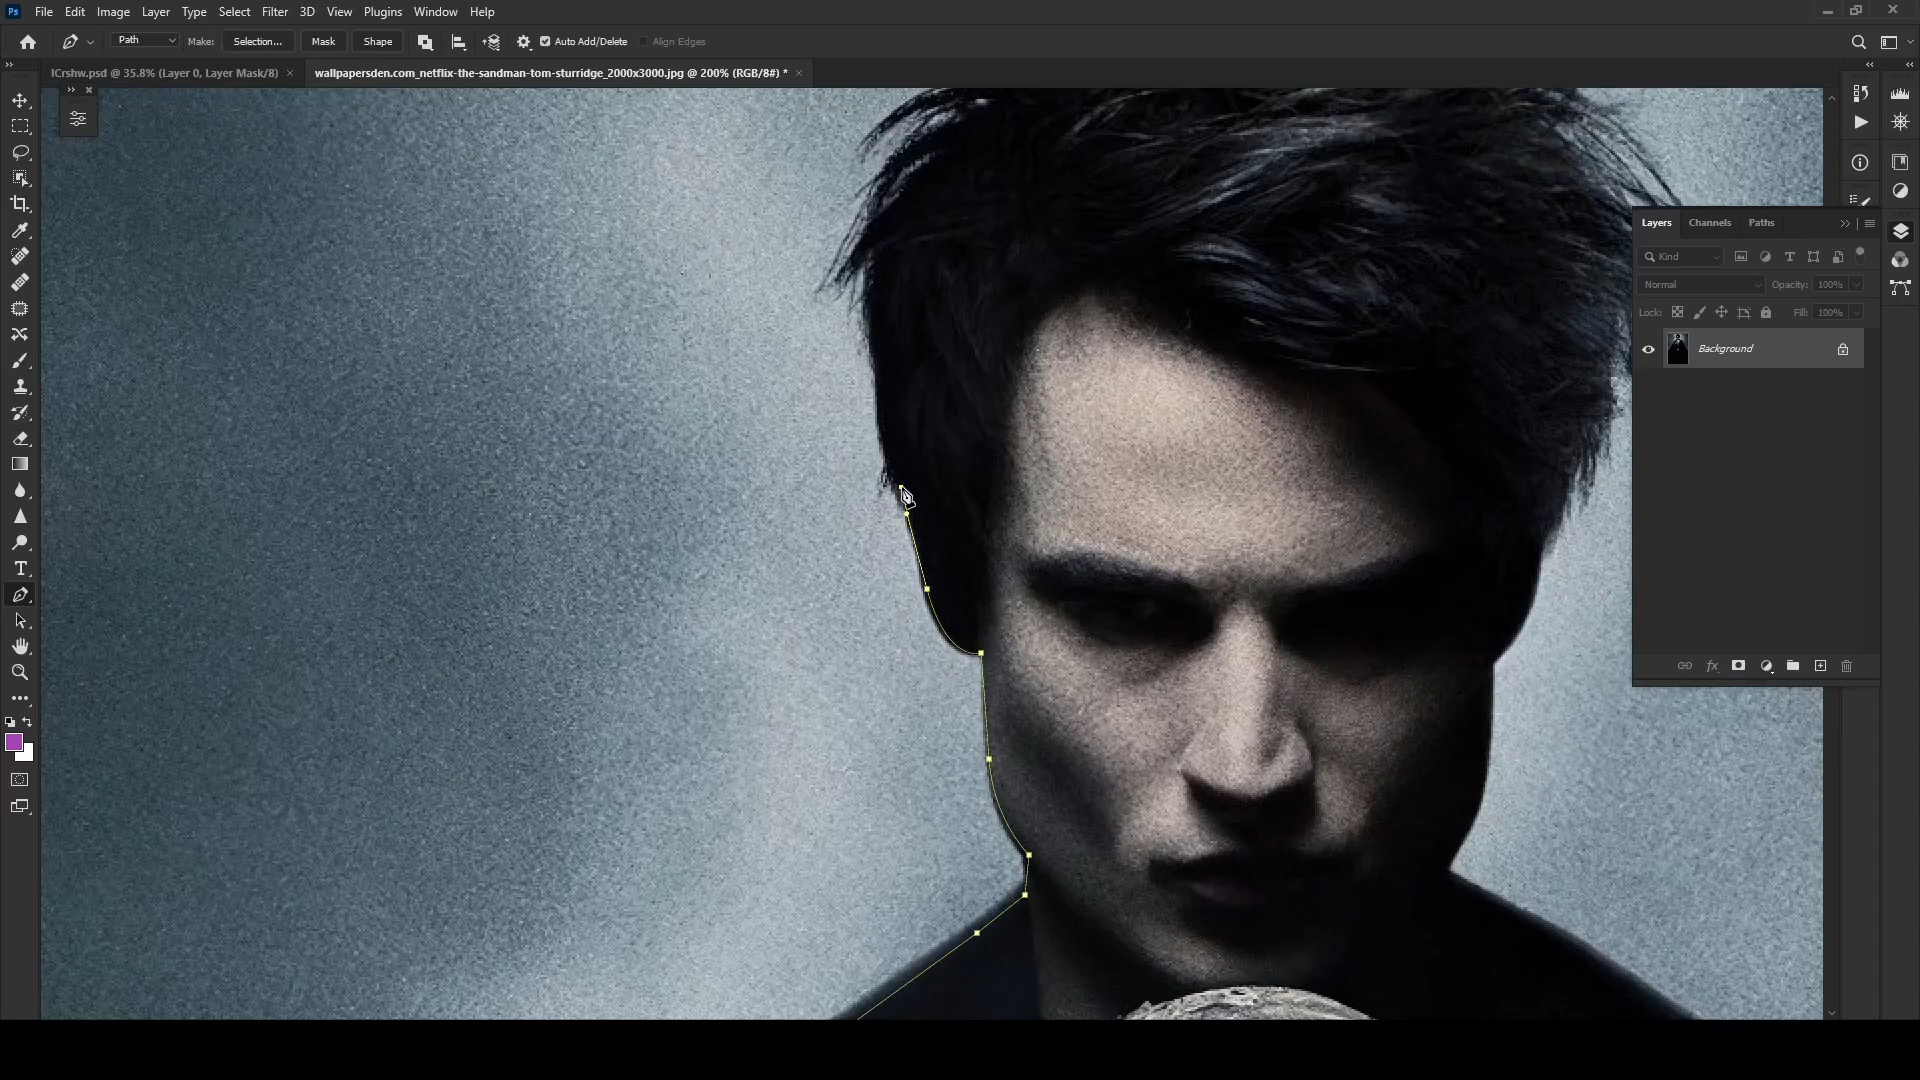 Ps File Edit Image Layer Type Select Filter 3D View Plugins Window Help
Path Make: Selection... Mask Shape Auto Add/Delete Align Edges
ICrshw.psd @ 35.8% (Layer 0, Layer Mask/8) × wallpapersden.com_netflix-the-sandman-tom-sturridge_2000x3000.jpg @ 200% (RGB/8#) * ×
Layers Channels Paths
Kind
Normal Opacity: 100%
Lock: Fill: 100%
Background
fx